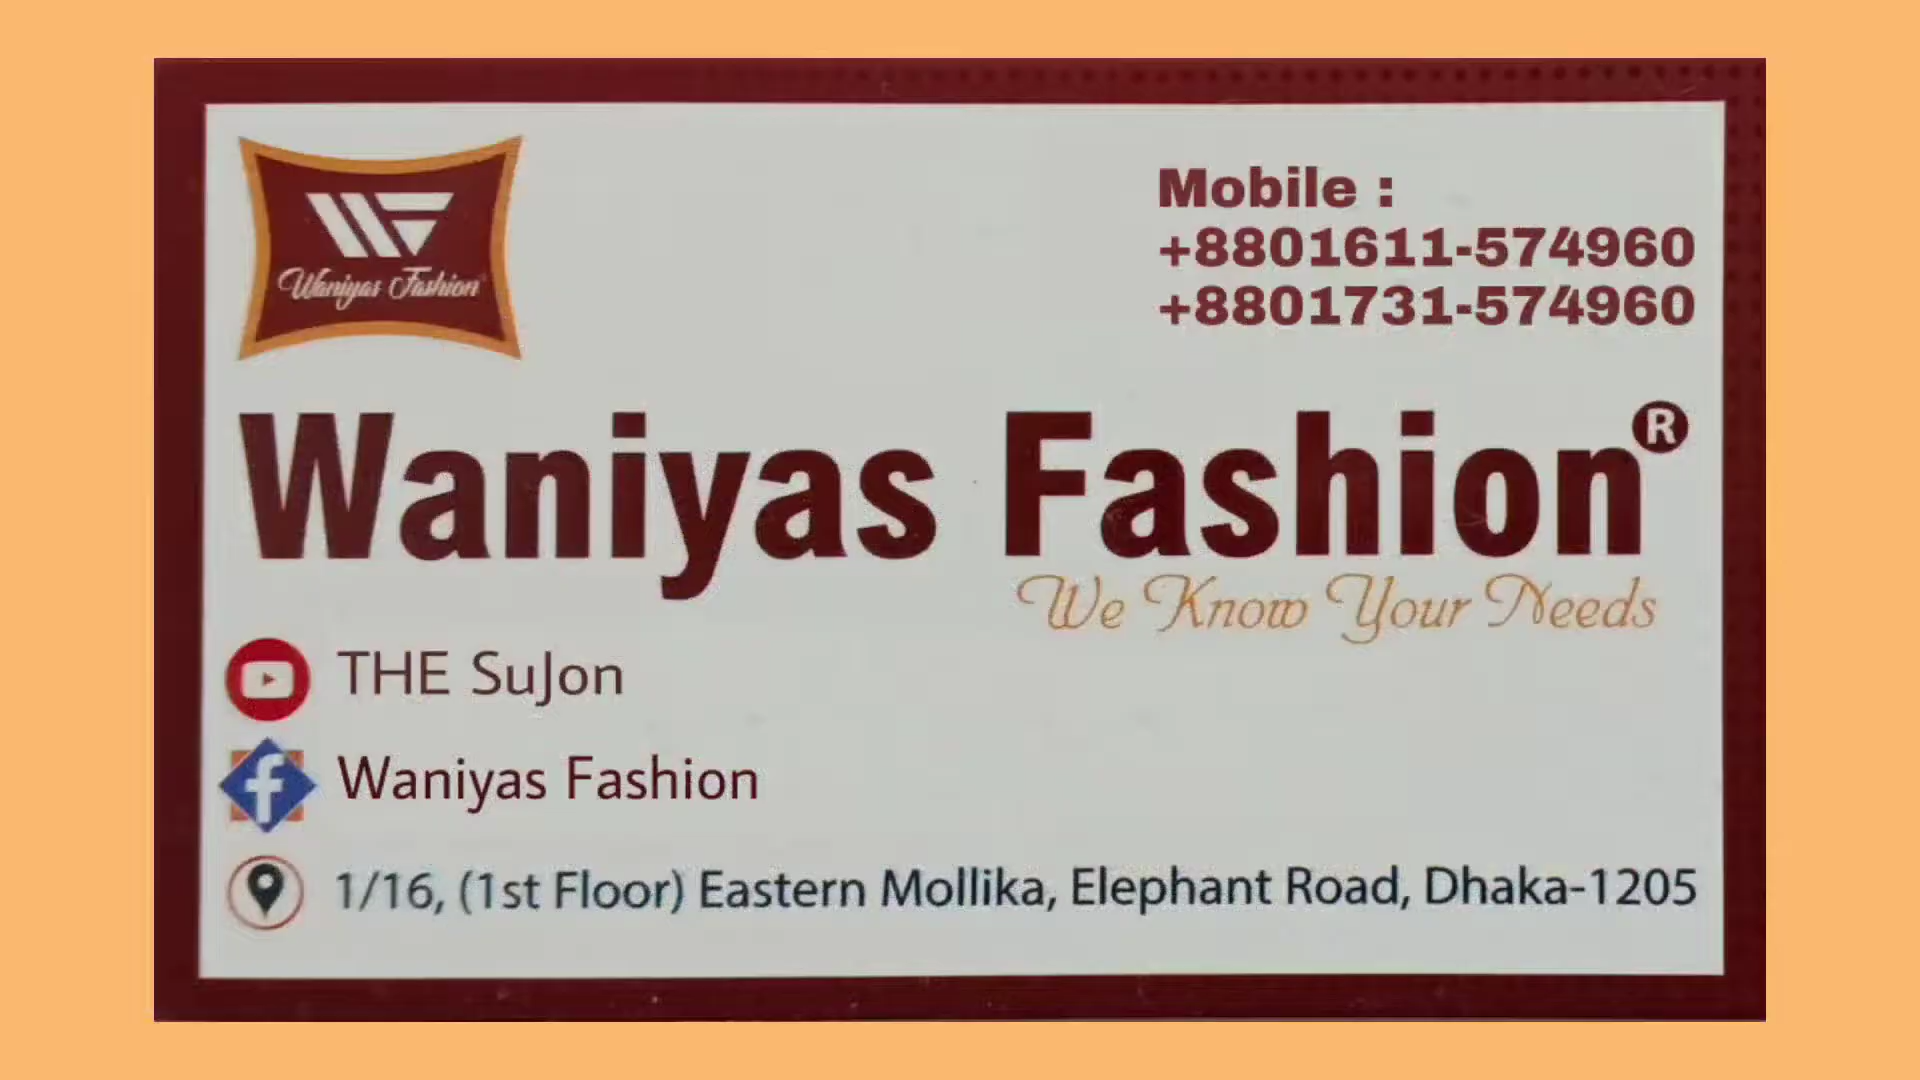 Waniyas Fashion
Mobile :
+8801611-574960
+8801731-574960
Waniyas Fashion®
We Know Your Needs
THE SuJon
Waniyas Fashion
1/16, (1st Floor) Eastern Mollika, Elephant Road, Dhaka-1205